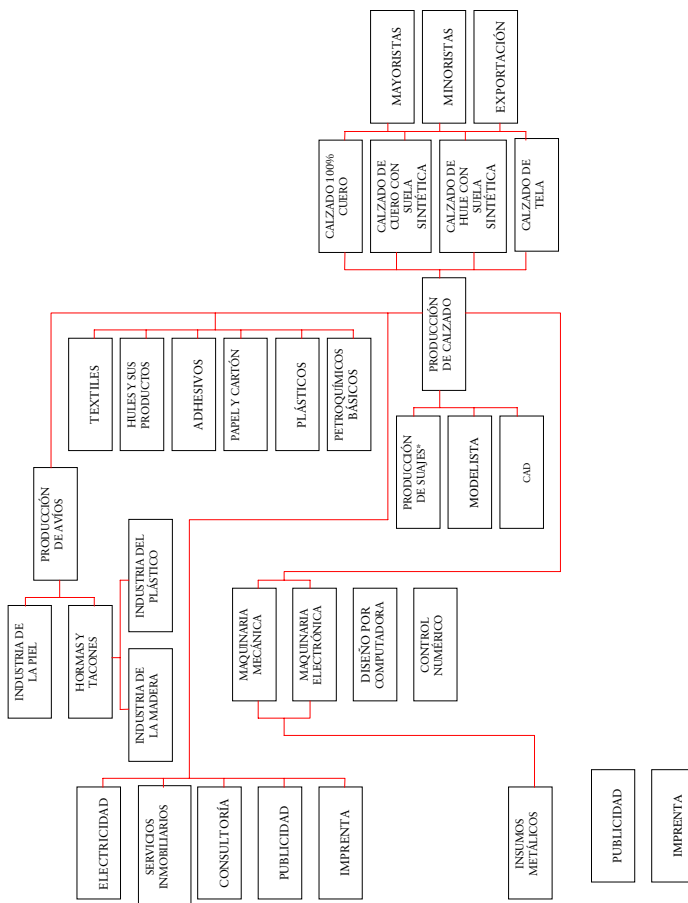 INDUSTRIA DE
LA PIEL
HORMAS Y
TACONES
INDUSTRIA DE
LA MADERA
INDUSTRIA DEL
PLÁSTICO
PRODUCCIÓN
DE AVÍOS
ELECTRICIDAD
SERVICIOS
INMOBILIARIOS
CONSULTORÍA
PUBLICIDAD
IMPRENTA
TEXTILES
HULES Y SUS
PRODUCTOS
ADHESIVOS
PAPEL Y CARTÓN
PLÁSTICOS
PETROQUÍMICOS
BÁSICOS
MAQUINARIA
MECÁNICA
MAQUINARIA
ELECTRÓNICA
DISEÑO POR
COMPUTADORA
CONTROL
NUMÉRICO
PRODUCCIÓN
DE SUAJES*
MODELISTA
CAD
PRODUCCIÓN
DE CALZADO
CALZADO 100%
CUERO
CALZADO DE
CUERO CON
SUELA
SINTÉTICA
CALZADO DE
HULE CON
SUELA
SINTÉTICA
CALZADO DE
TELA
MAYORISTAS
MINORISTAS
EXPORTACIÓN
INSUMOS
METÁLICOS
PUBLICIDAD
IMPRENTA